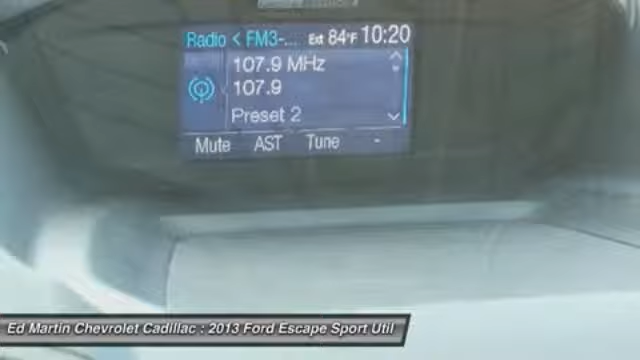 Radio < FM3-... Ext 84°F 10:20
107.9 MHz
107.9
Preset 2
Mute AST Tune -
Ed Martin Chevrolet Cadillac : 2013 Ford Escape Sport Util